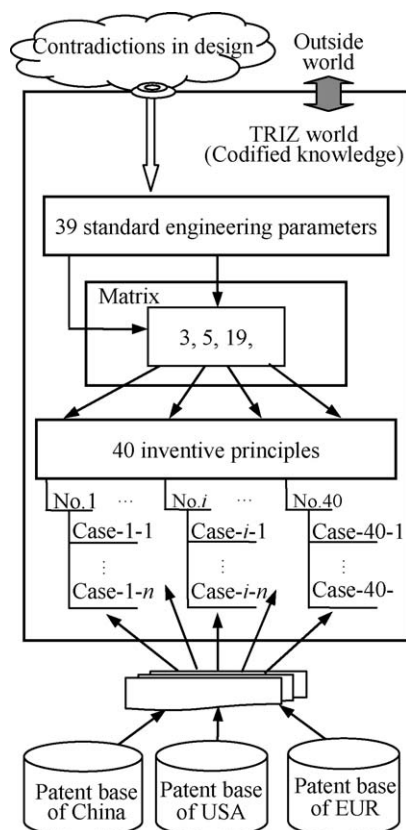 Contradictions in design
Outside
world
TRIZ world
(Codified knowledge)
39 standard engineering parameters
Matrix
3, 5, 19,
40 inventive principles
No.1 ... No.i ... No.40
Case-1-1 Case-i-1 Case-40-1
⋮ ⋮ ⋮
Case-1-n Case-i-n Case-40-
Patent base
of China
Patent base
of USA
Patent base
of EUR